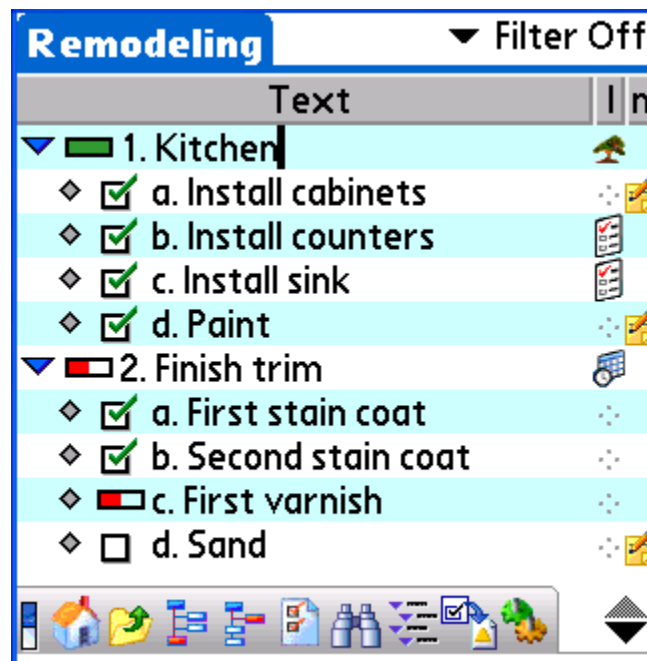 Remodeling Filter Off
Text I n
1. Kitchen
a. Install cabinets
b. Install counters
c. Install sink
d. Paint
2. Finish trim
a. First stain coat
b. Second stain coat
c. First varnish
d. Sand